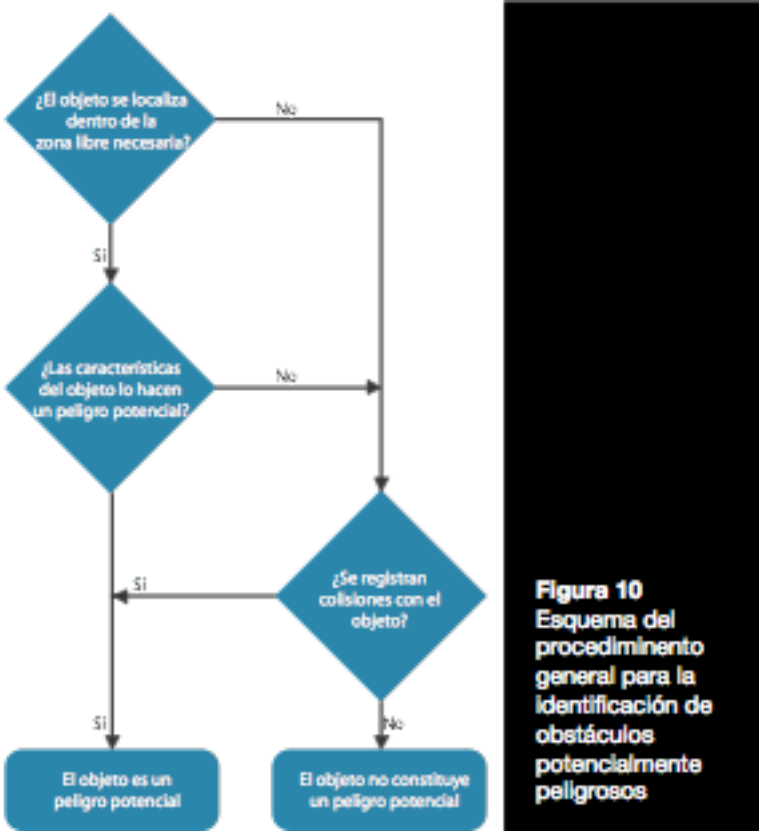 ¿El objeto se localiza
dentro de la
zona libre necesaria?
No
Sí
¿Las características
del objeto lo hacen
un peligro potencial?
No
¿Se registran
colisiones con el
objeto?
Sí
Sí
No
El objeto es un
peligro potencial
El objeto no constituye
un peligro potencial
Figura 10
Esquema del
procediminento
general para la
identificación de
obstáculos
potencialmente
peligrosos